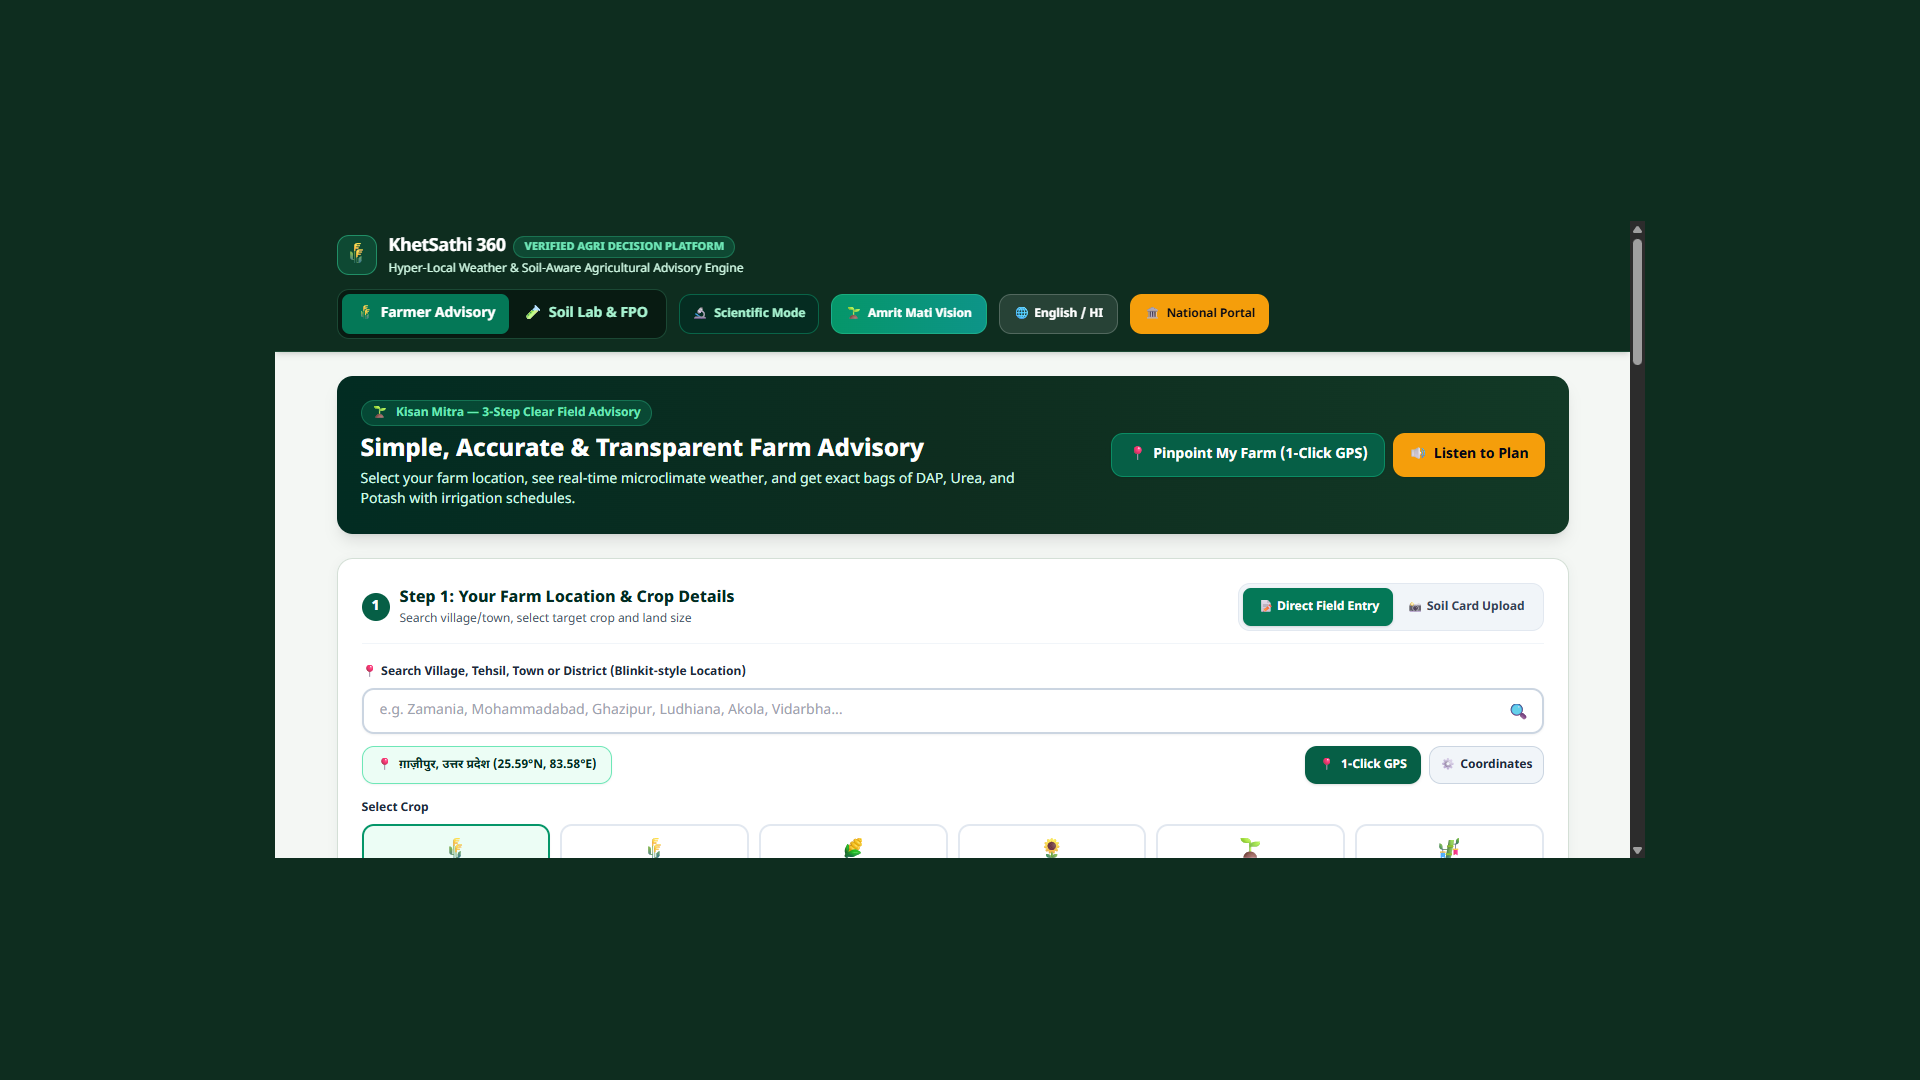 KhetSathi 360
VERIFIED AGRI DECISION PLATFORM
Hyper-Local Weather & Soil-Aware Agricultural Advisory Engine
Farmer Advisory
Soil Lab & FPO
Scientific Mode
Amrit Mati Vision
English / HI
National Portal
Kisan Mitra — 3-Step Clear Field Advisory
Simple, Accurate & Transparent Farm Advisory
Select your farm location, see real-time microclimate weather, and get exact bags of DAP, Urea, and
Potash with irrigation schedules.
Pinpoint My Farm (1-Click GPS)
Listen to Plan
1
Step 1: Your Farm Location & Crop Details
Search village/town, select target crop and land size
Direct Field Entry
Soil Card Upload
Search Village, Tehsil, Town or District (Blinkit-style Location)
e.g. Zamania, Mohammadabad, Ghazipur, Ludhiana, Akola, Vidarbha...
ग़ाज़ीपुर, उत्तर प्रदेश (25.59°N, 83.58°E)
1-Click GPS
Coordinates
Select Crop